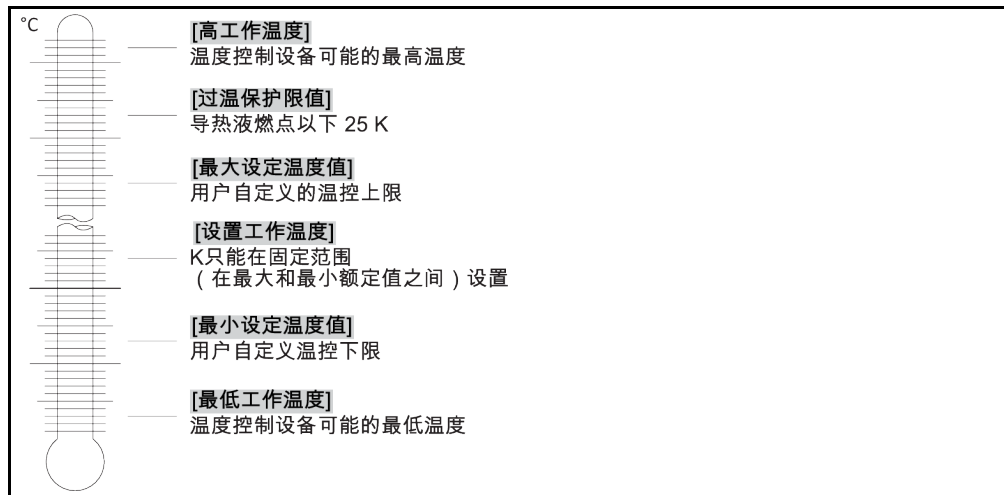 °C
[高工作温度]
温度控制设备可能的最高温度
[过温保护限值]
导热液燃点以下 25 K
[最大设定温度值]
用户自定义的温控上限
[设置工作温度]
K只能在固定范围
（在最大和最小额定值之间）设置
[最小设定温度值]
用户自定义温控下限
[最低工作温度]
温度控制设备可能的最低温度